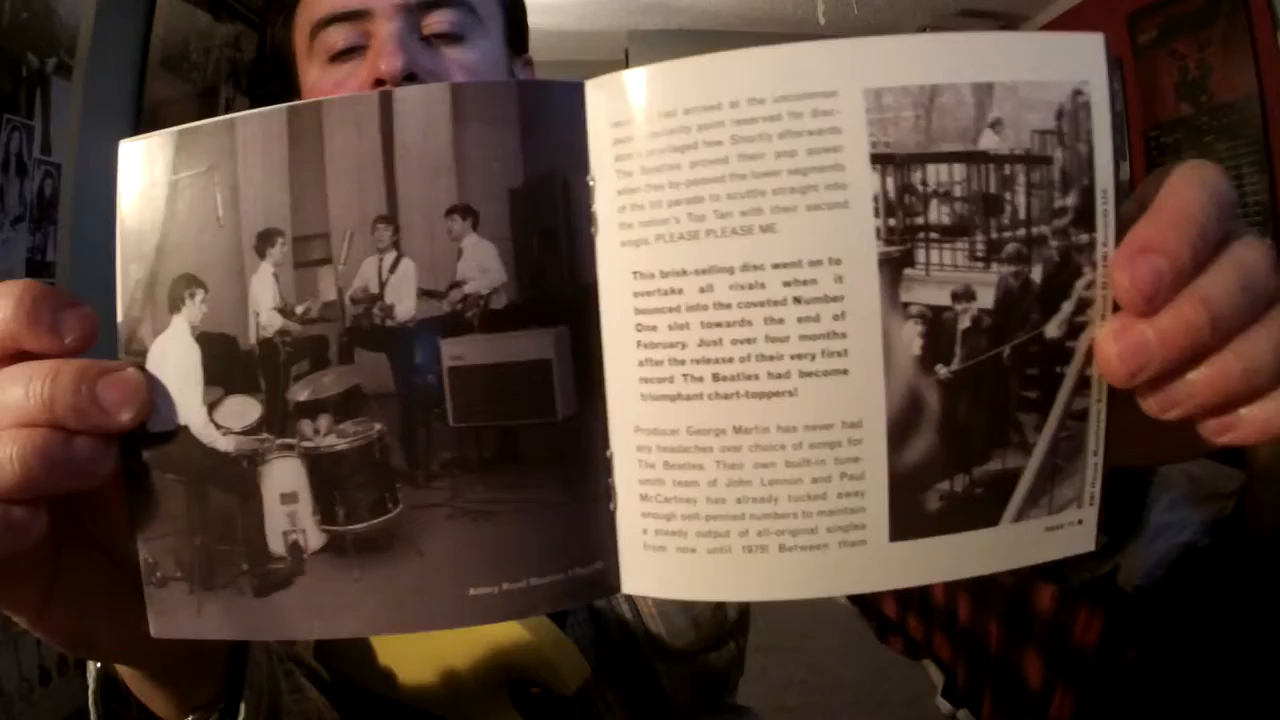 Abbey Road Studios
had arrived at the uncommon
popularity point reserved for disc-
dom's privileged few. Shortly afterwards
The Beatles proved their pop power
when they by-passed the lower segments
of the hit parade to scuttle straight into
the nation's Top Ten with their second
single, PLEASE PLEASE ME.
This brisk-selling disc went on to
overtake all rivals when it
bounced into the coveted Number
One slot towards the end of
February. Just over four months
after the release of their very first
record The Beatles had become
triumphant chart-toppers!
Producer George Martin has never had
any headaches over choice of songs for
The Beatles. Their own built-in tune-
smith team of John Lennon and Paul
McCartney has already tucked away
enough self-penned numbers to maintain
a steady output of all-original singles
from now until 1975! Between them